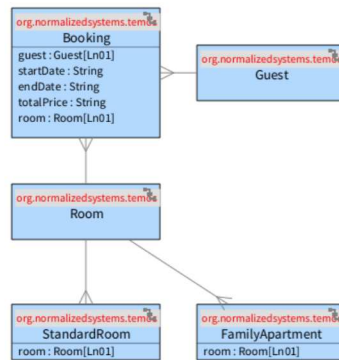 org.normalizedsystems.tem
Booking
guest : Guest[Ln01]
startDate : String
endDate : String
totalPrice : String
room : Room[Ln01]
org.normalizedsystems.tem
Guest
org.normalizedsystems.tem
Room
org.normalizedsystems.tem
StandardRoom
room : Room[Ln01]
org.normalizedsystems.tem
FamilyApartment
room : Room[Ln01]